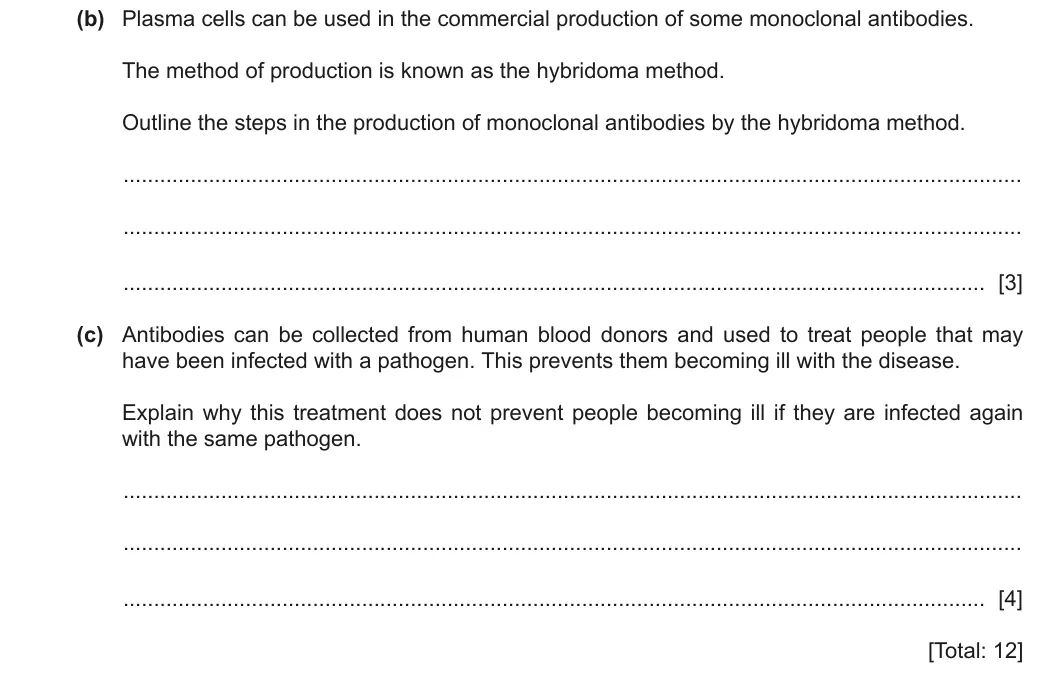 (b) Plasma cells can be used in the commercial production of some monoclonal antibodies.
The method of production is known as the hybridoma method.
Outline the steps in the production of monoclonal antibodies by the hybridoma method.
...................................................................................................................................................
...................................................................................................................................................
............................................................................................................................................. [3]
(c) Antibodies can be collected from human blood donors and used to treat people that may
have been infected with a pathogen. This prevents them becoming ill with the disease.
Explain why this treatment does not prevent people becoming ill if they are infected again
with the same pathogen.
...................................................................................................................................................
...................................................................................................................................................
............................................................................................................................................. [4]
[Total: 12]